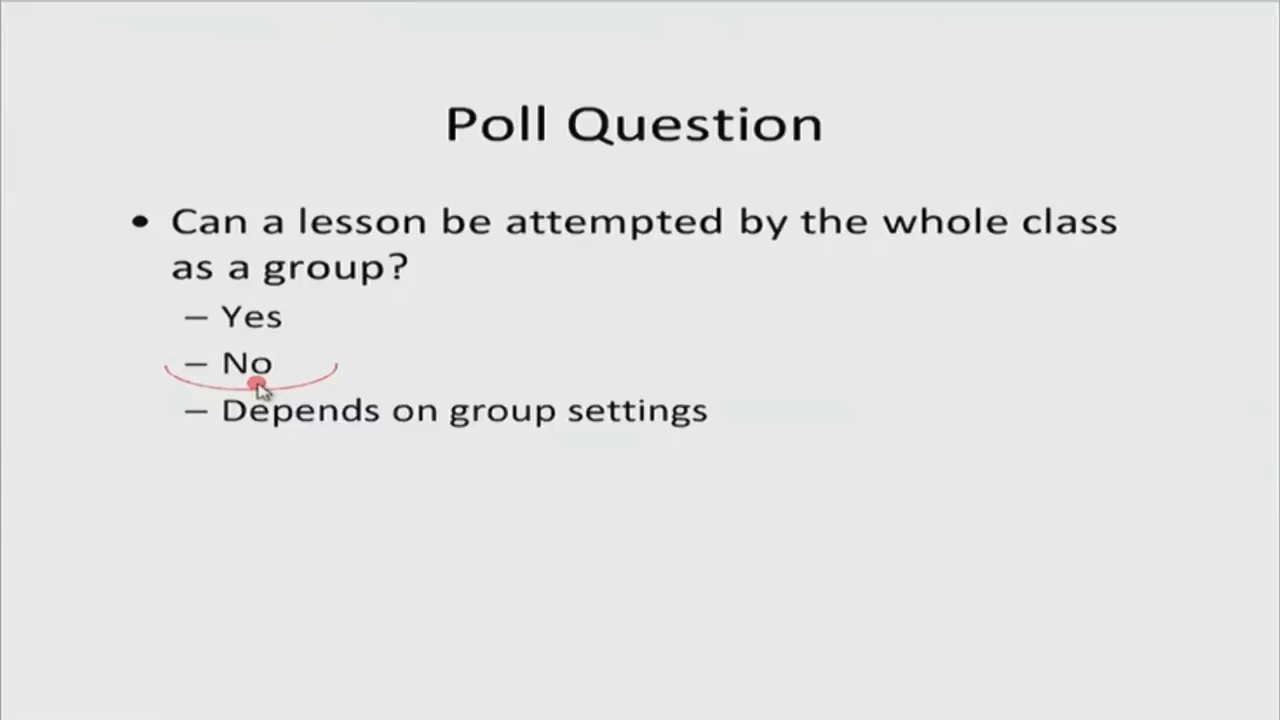 Poll Question
• Can a lesson be attempted by the whole class
as a group?
– Yes
– No
– Depends on group settings